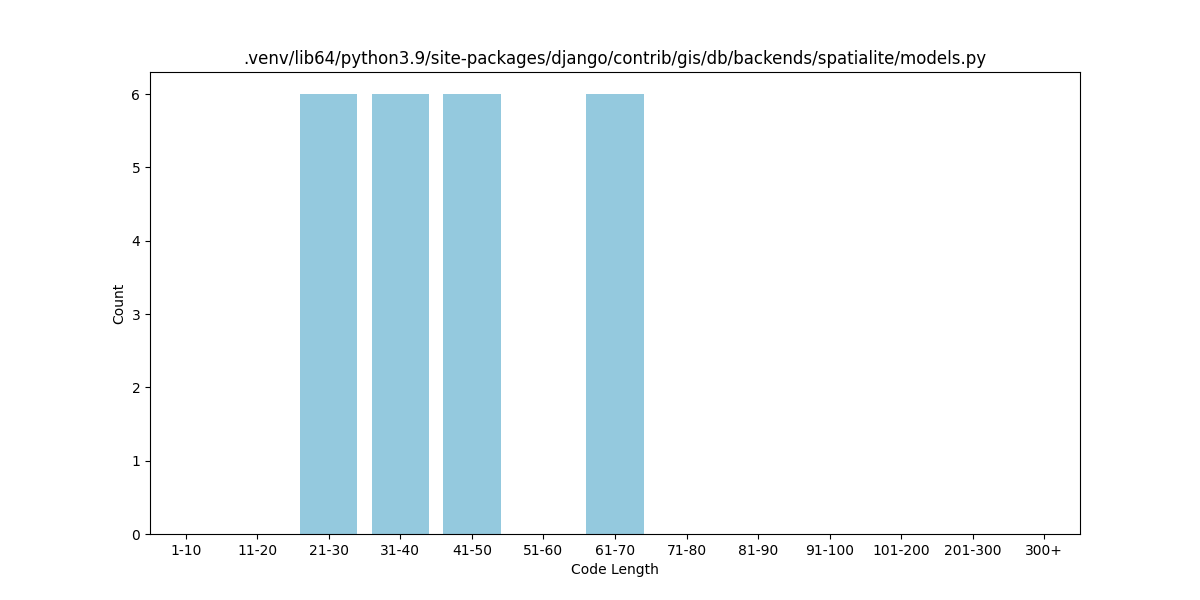 .venv/lib64/python3.9/site-packages/django/contrib/gis/db/backends/spatialite/models.py
6
5
4
3
2
1
0
Count
1-10 11-20 21-30 31-40 41-50 51-60 61-70 71-80 81-90 91-100 101-200 201-300 300+
Code Length